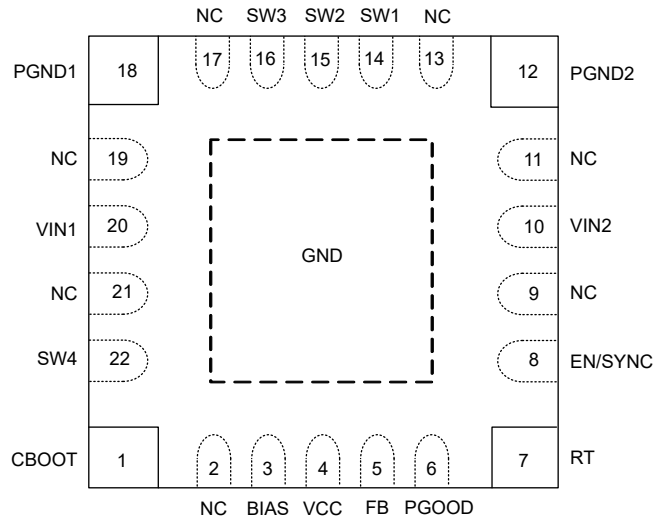 NC SW3 SW2 SW1 NC
PGND1 18 17 16 15 14 13 12 PGND2
NC 19 11 NC
VIN1 20 10 VIN2
GND
NC 21 9 NC
SW4 22 8 EN/SYNC
CBOOT 1 2 3 4 5 6 7 RT
NC BIAS VCC FB PGOOD